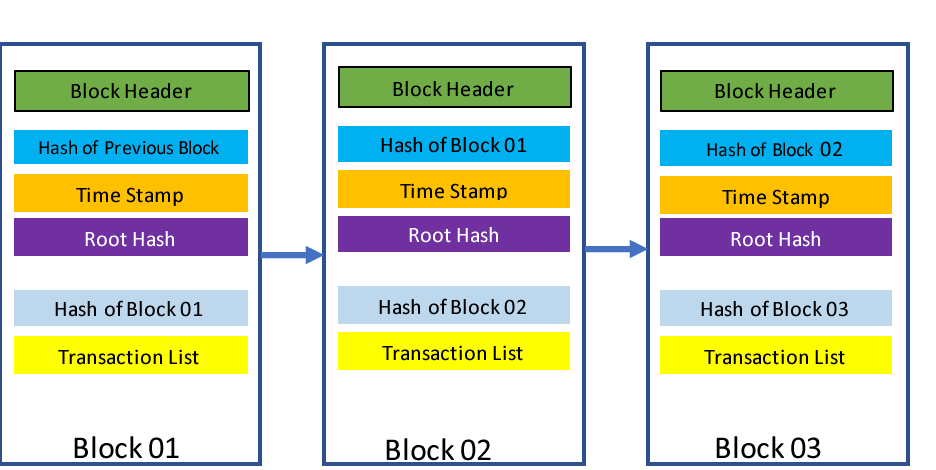 Block Header
Hash of Previous Block
Time Stamp
Root Hash
Hash of Block 01
Transaction List
Block 01
Block Header
Hash of Block 01
Time Stamp
Root Hash
Hash of Block 02
Transaction List
Block 02
Block Header
Hash of Block 02
Time Stamp
Root Hash
Hash of Block 03
Transaction List
Block 03